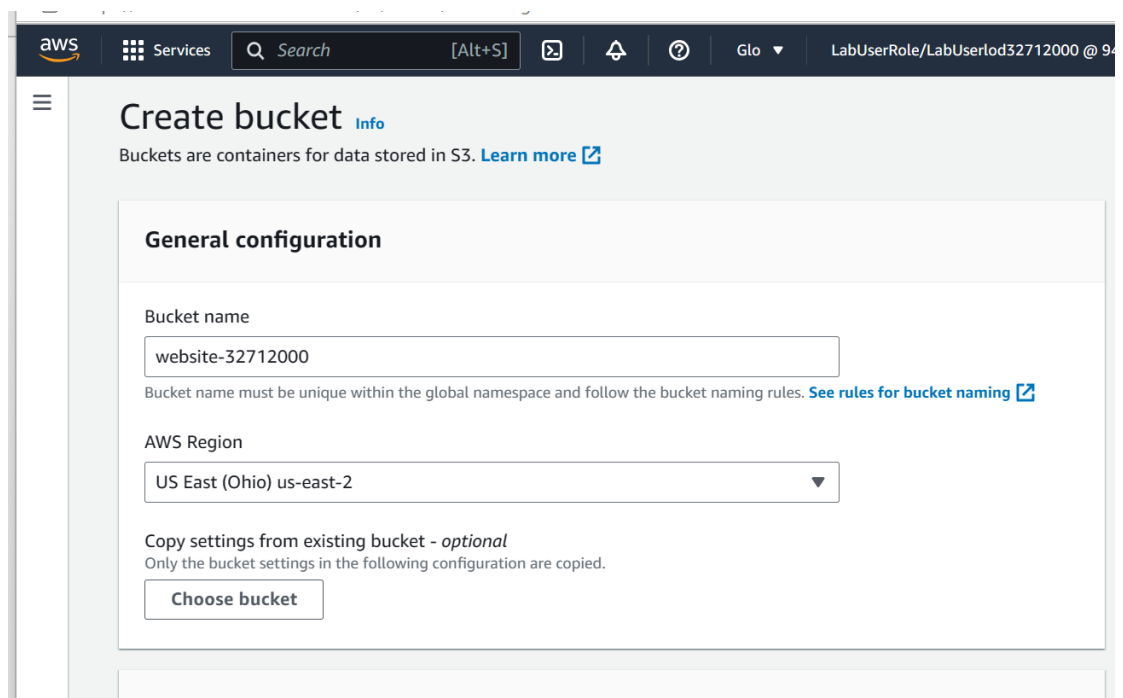 aws Services Search [Alt+S] Glo LabUserRole/LabUserlod32712000 @ 94
Create bucket Info
Buckets are containers for data stored in S3. Learn more
General configuration
Bucket name
website-32712000
Bucket name must be unique within the global namespace and follow the bucket naming rules. See rules for bucket naming
AWS Region
US East (Ohio) us-east-2
Copy settings from existing bucket - optional
Only the bucket settings in the following configuration are copied.
Choose bucket